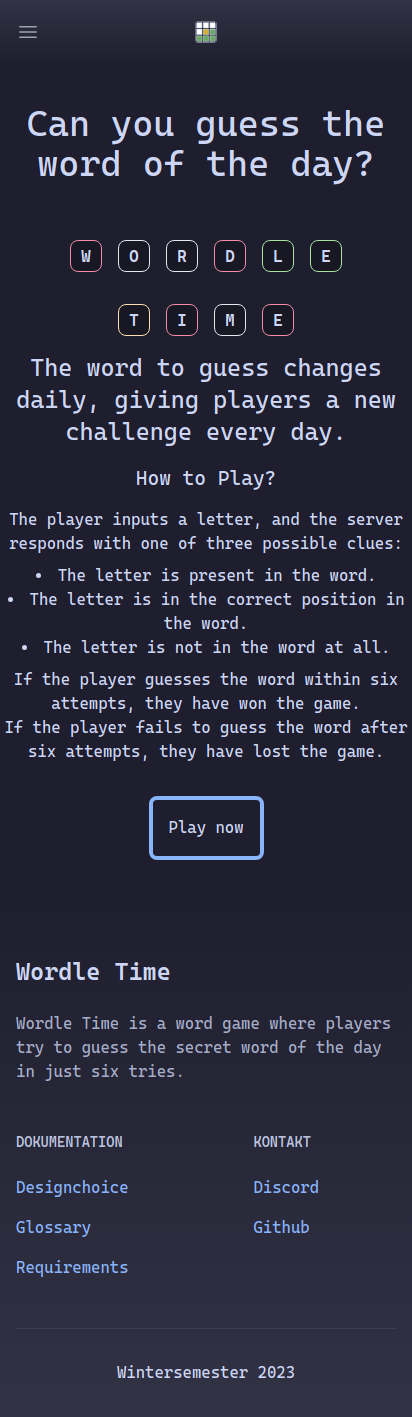 Can you guess the
word of the day?
W O R D L E
T I M E
The word to guess changes
daily, giving players a new
challenge every day.
How to Play?
The player inputs a letter, and the server
responds with one of three possible clues:
• The letter is present in the word.
• The letter is in the correct position in
the word.
• The letter is not in the word at all.
If the player guesses the word within six
attempts, they have won the game.
If the player fails to guess the word after
six attempts, they have lost the game.
Play now
Wordle Time
Wordle Time is a word game where players
try to guess the secret word of the day
in just six tries.
DOKUMENTATION KONTAKT
Designchoice Discord
Glossary Github
Requirements
Wintersemester 2023